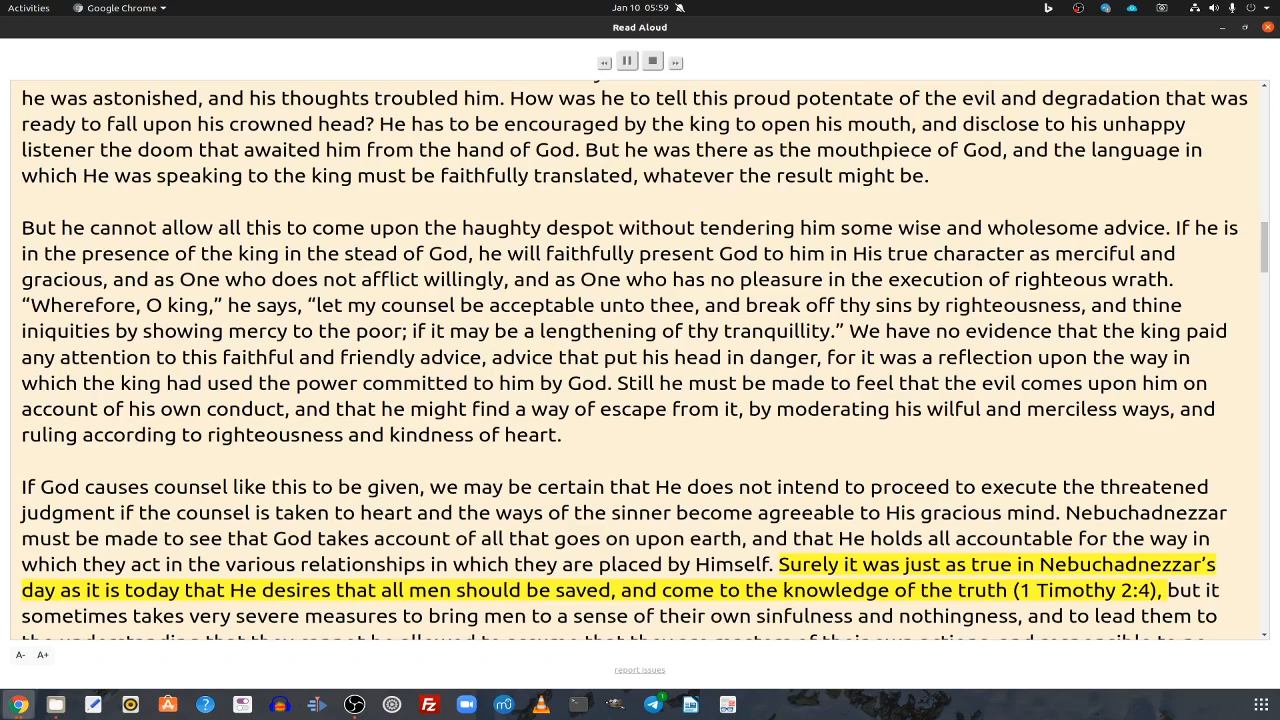 Activities
Google Chrome
Jan 10 05:59
Read Aloud
he was astonished, and his thoughts troubled him. How was he to tell this proud potentate of the evil and degradation that was
ready to fall upon his crowned head? He has to be encouraged by the king to open his mouth, and disclose to his unhappy
listener the doom that awaited him from the hand of God. But he was there as the mouthpiece of God, and the language in
which He was speaking to the king must be faithfully translated, whatever the result might be.
But he cannot allow all this to come upon the haughty despot without tendering him some wise and wholesome advice. If he is
in the presence of the king in the stead of God, he will faithfully present God to him in His true character as merciful and
gracious, and as One who does not afflict willingly, and as One who has no pleasure in the execution of righteous wrath.
“Wherefore, O king,” he says, “let my counsel be acceptable unto thee, and break off thy sins by righteousness, and thine
iniquities by showing mercy to the poor; if it may be a lengthening of thy tranquillity.” We have no evidence that the king paid
any attention to this faithful and friendly advice, advice that put his head in danger, for it was a reflection upon the way in
which the king had used the power committed to him by God. Still he must be made to feel that the evil comes upon him on
account of his own conduct, and that he might find a way of escape from it, by moderating his wilful and merciless ways, and
ruling according to righteousness and kindness of heart.
If God causes counsel like this to be given, we may be certain that He does not intend to proceed to execute the threatened
judgment if the counsel is taken to heart and the ways of the sinner become agreeable to His gracious mind. Nebuchadnezzar
must be made to see that God takes account of all that goes on upon earth, and that He holds all accountable for the way in
which they act in the various relationships in which they are placed by Himself. Surely it was just as true in Nebuchadnezzar’s
day as it is today that He desires that all men should be saved, and come to the knowledge of the truth (1 Timothy 2:4), but it
sometimes takes very severe measures to bring men to a sense of their own sinfulness and nothingness, and to lead them to
A- A+
report issues